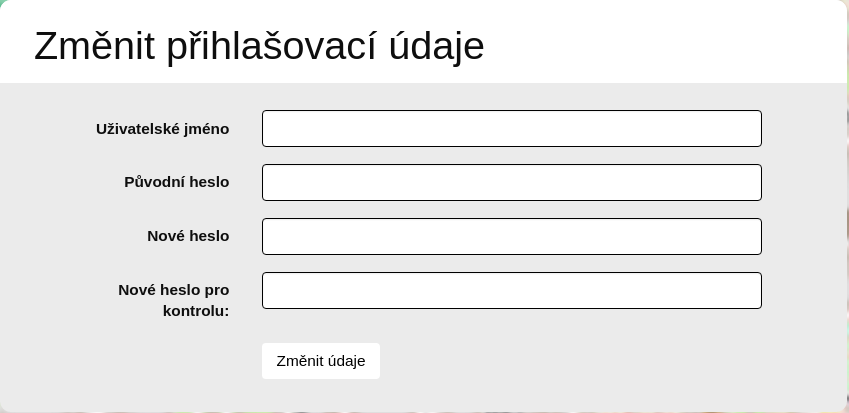 Změnit přihlašovací údaje
Uživatelské jméno
Původní heslo
Nové heslo
Nové heslo pro
kontrolu:
Změnit údaje